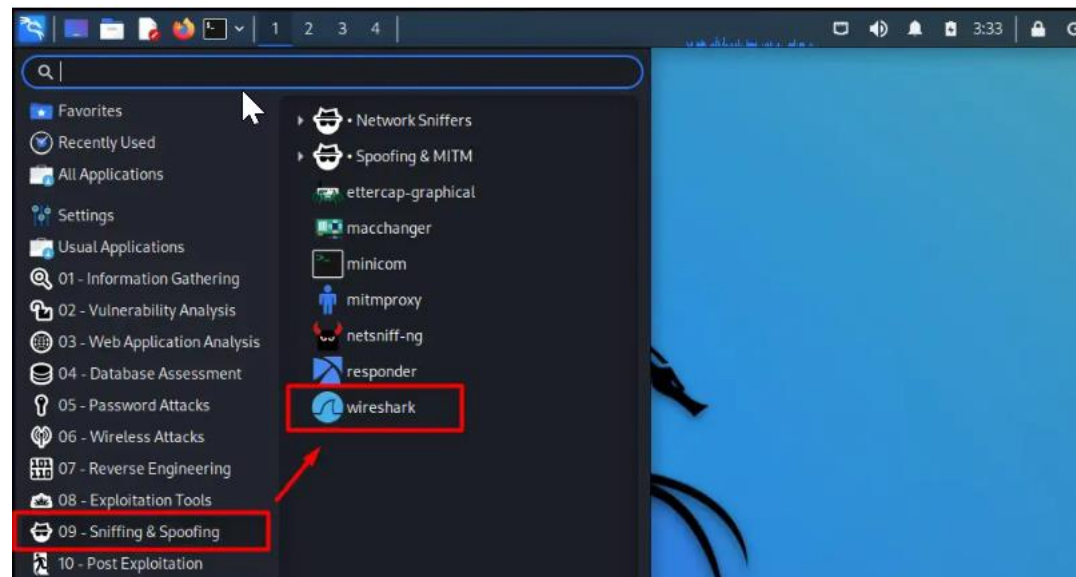 1 2 3 4
3:33
Favorites
Recently Used
All Applications
Settings
Usual Applications
01 - Information Gathering
02 - Vulnerability Analysis
03 - Web Application Analysis
04 - Database Assessment
05 - Password Attacks
06 - Wireless Attacks
07 - Reverse Engineering
08 - Exploitation Tools
09 - Sniffing & Spoofing
10 - Post Exploitation
• Network Sniffers
• Spoofing & MITM
ettercap-graphical
macchanger
minicom
mitmproxy
netsniff-ng
responder
wireshark